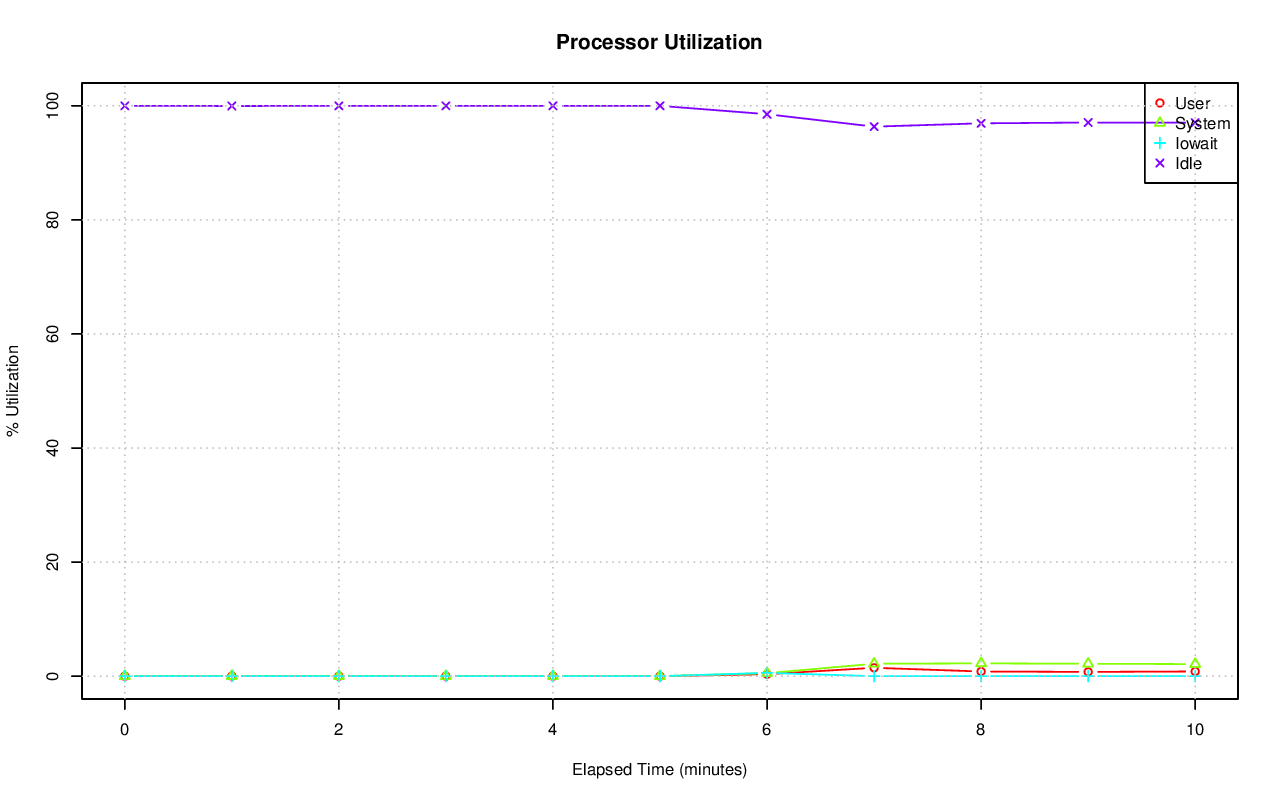 Processor Utilization
100
80
60
40
20
0
% Utilization
User
System
Iowait
Idle
0 2 4 6 8 10
Elapsed Time (minutes)